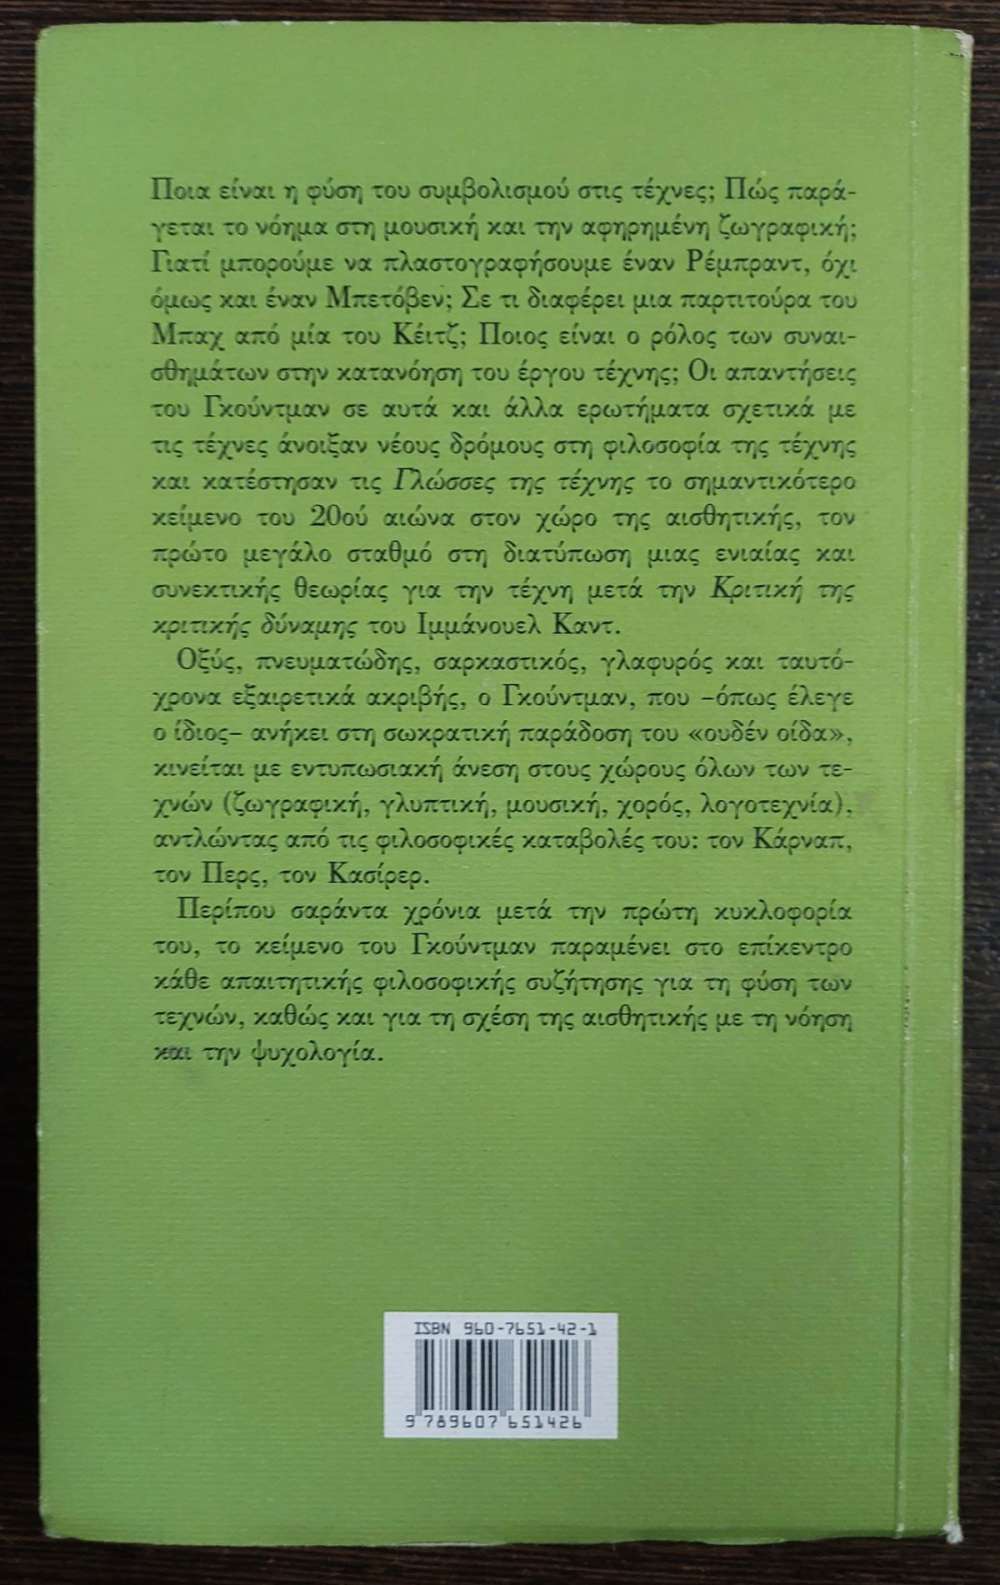 Ποια είναι η φύση του συμβολισμού στις τέχνες; Πώς παρά-
γεται το νόημα στη μουσική και την αφηρημένη ζωγραφική;
Γιατί μπορούμε να πλαστογραφήσουμε έναν Ρέμπραντ, όχι
όμως και έναν Μπετόβεν; Σε τι διαφέρει μια παρτιτούρα του
Μπαχ από μία του Κέιτζ; Ποιος είναι ο ρόλος των συναι-
σθημάτων στην κατανόηση του έργου τέχνης; Οι απαντήσεις
του Γκούντμαν σε αυτά και άλλα ερωτήματα σχετικά με
τις τέχνες άνοιξαν νέους δρόμους στη φιλοσοφία της τέχνης
και κατέστησαν τις Γλώσσες της τέχνης το σημαντικότερο
κείμενο του 20ού αιώνα στον χώρο της αισθητικής, τον
πρώτο μεγάλο σταθμό στη διατύπωση μιας ενιαίας και
συνεκτικής θεωρίας για την τέχνη μετά την Κριτική της
κριτικής δύναμης του Ιμμάνουελ Καντ.
Οξύς, πνευματώδης, σαρκαστικός, γλαφυρός και ταυτό-
χρονα εξαιρετικά ακριβής, ο Γκούντμαν, που –όπως έλεγε
ο ίδιος– ανήκει στη σωκρατική παράδοση του «ουδέν οίδα»,
κινείται με εντυπωσιακή άνεση στους χώρους όλων των τε-
χνών (ζωγραφική, γλυπτική, μουσική, χορός, λογοτεχνία),
αντλώντας από τις φιλοσοφικές καταβολές του: τον Κάρναπ,
τον Περς, τον Κασίρερ.
Περίπου σαράντα χρόνια μετά την πρώτη κυκλοφορία
του, το κείμενο του Γκούντμαν παραμένει στο επίκεντρο
κάθε απαιτητικής φιλοσοφικής συζήτησης για τη φύση των
τεχνών, καθώς και για τη σχέση της αισθητικής με τη νόηση
και την ψυχολογία.
ISBN 960-7651-42-1
9 789607 651426